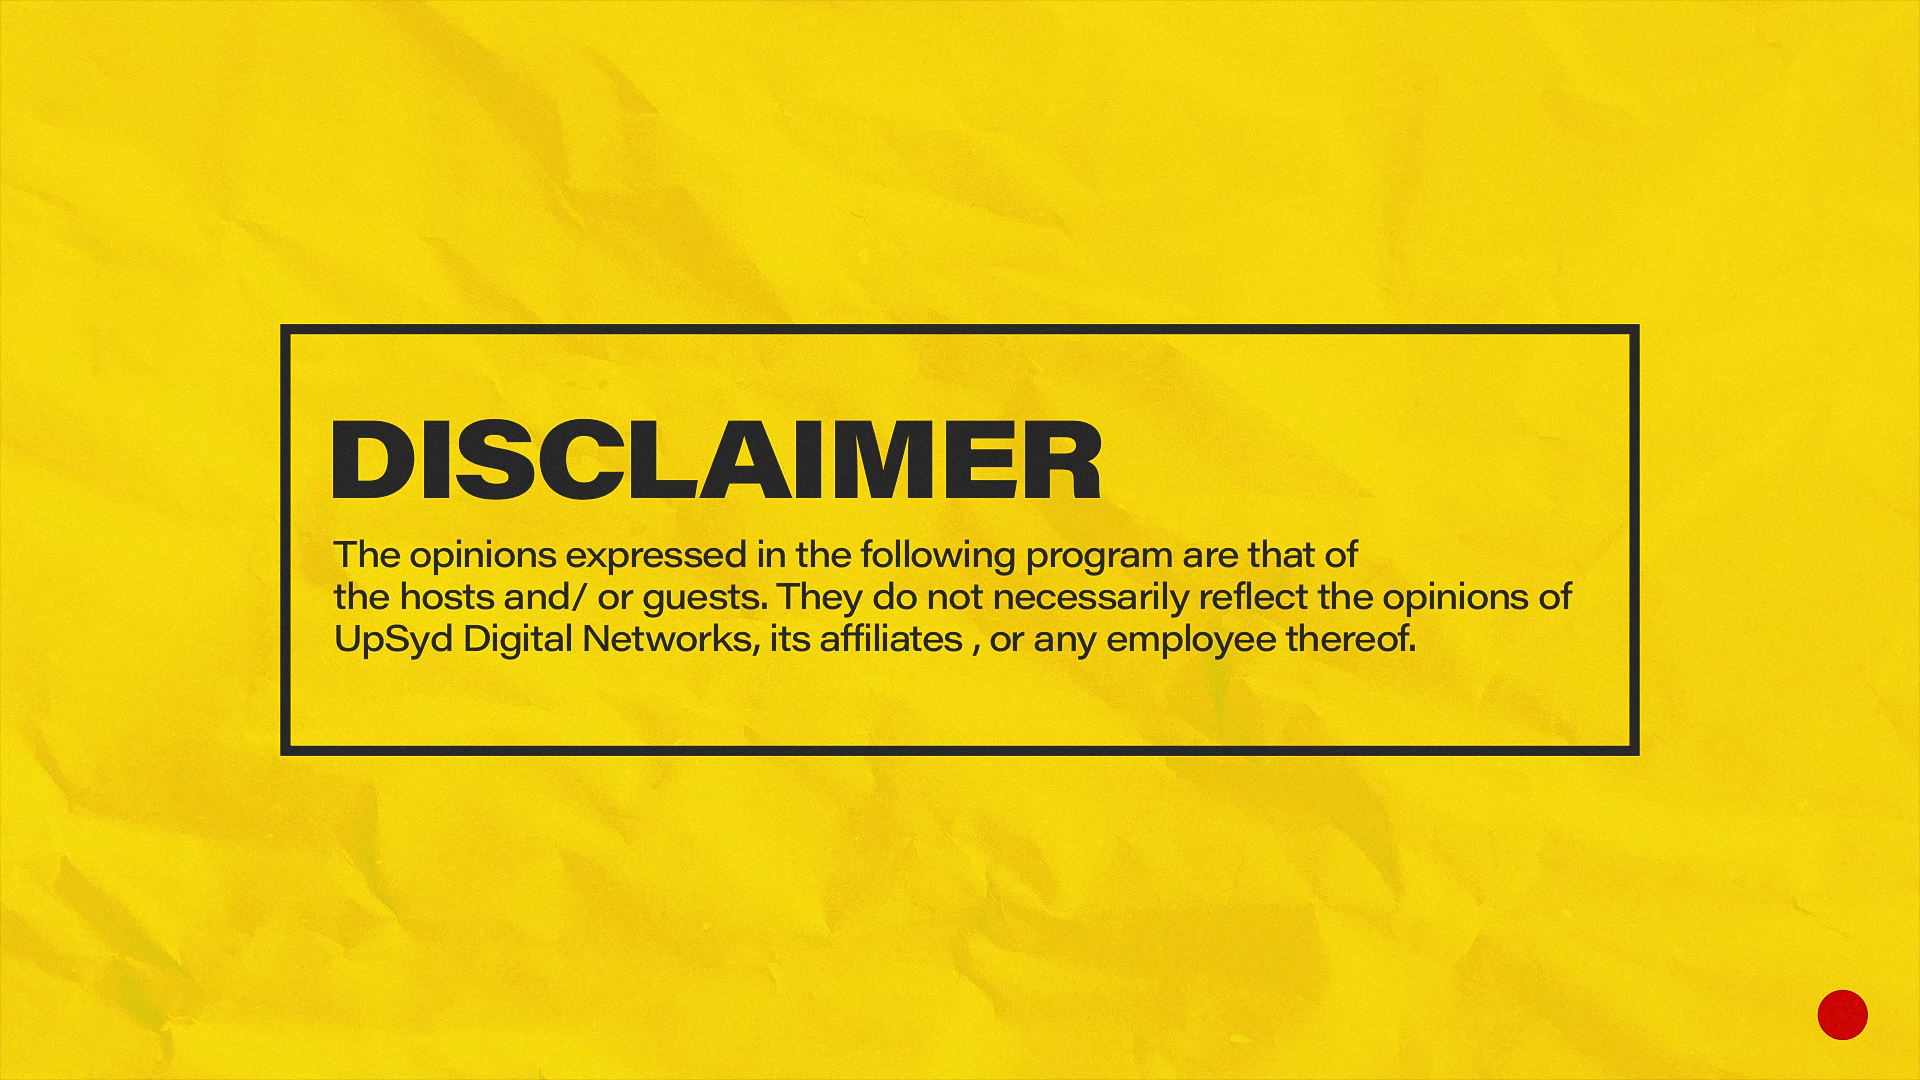 DISCLAIMER
The opinions expressed in the following program are that of
the hosts and/ or guests. They do not necessarily reflect the opinions of
UpSyd Digital Networks, its affiliates , or any employee thereof.